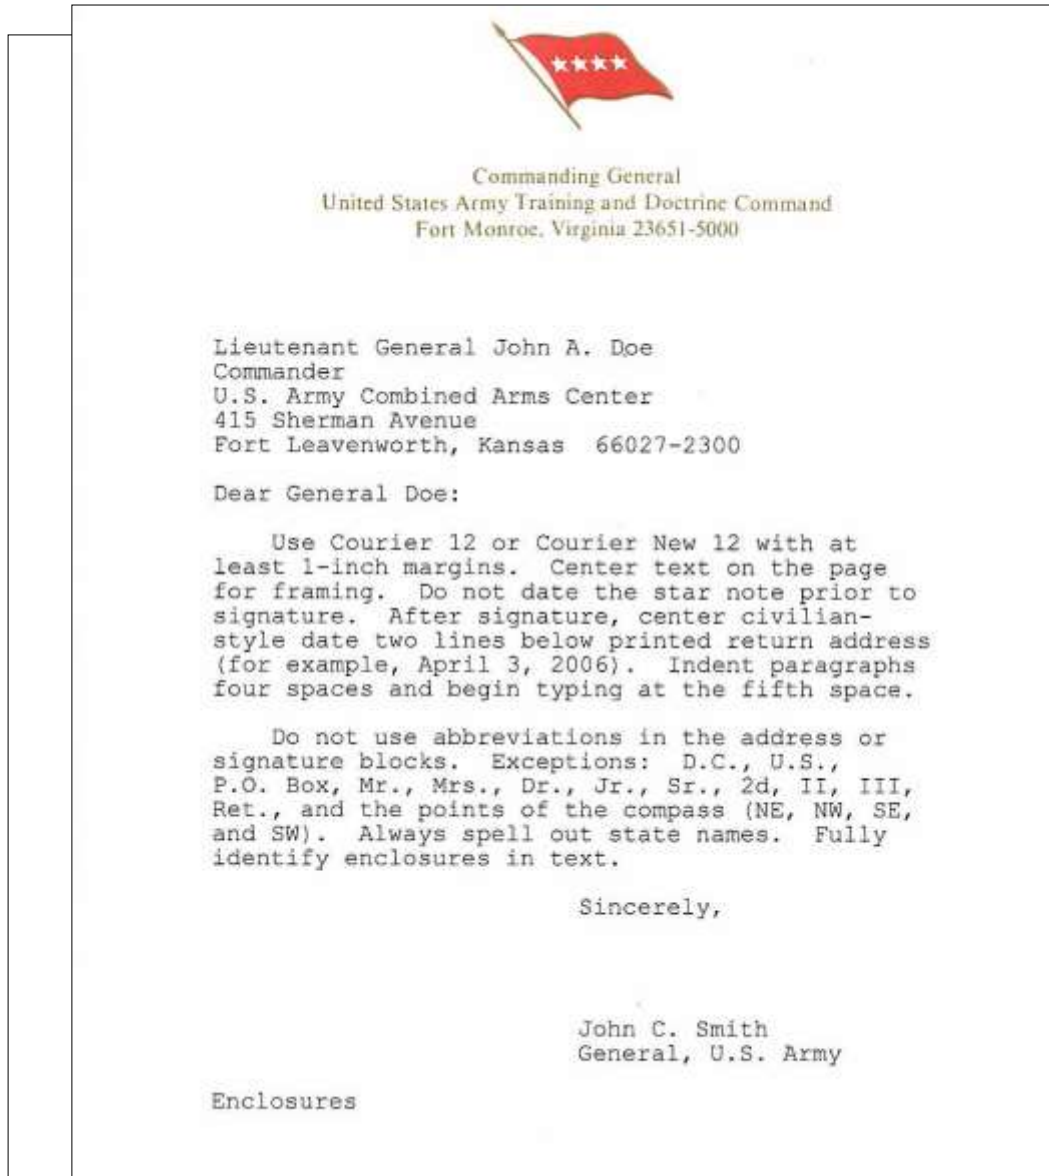 Commanding General
United States Army Training and Doctrine Command
Fort Monroe, Virginia 23651-5000
Lieutenant General John A. Doe
Commander
U.S. Army Combined Arms Center
415 Sherman Avenue
Fort Leavenworth, Kansas  66027-2300
Dear General Doe:
Use Courier 12 or Courier New 12 with at
least 1-inch margins.  Center text on the page
for framing.  Do not date the star note prior to
signature.  After signature, center civilian-
style date two lines below printed return address
(for example, April 3, 2006).  Indent paragraphs
four spaces and begin typing at the fifth space.
Do not use abbreviations in the address or
signature blocks.  Exceptions:  D.C., U.S.,
P.O. Box, Mr., Mrs., Dr., Jr., Sr., 2d, II, III,
Ret., and the points of the compass (NE, NW, SE,
and SW).  Always spell out state names.  Fully
identify enclosures in text.
Sincerely,
John C. Smith
General, U.S. Army
Enclosures